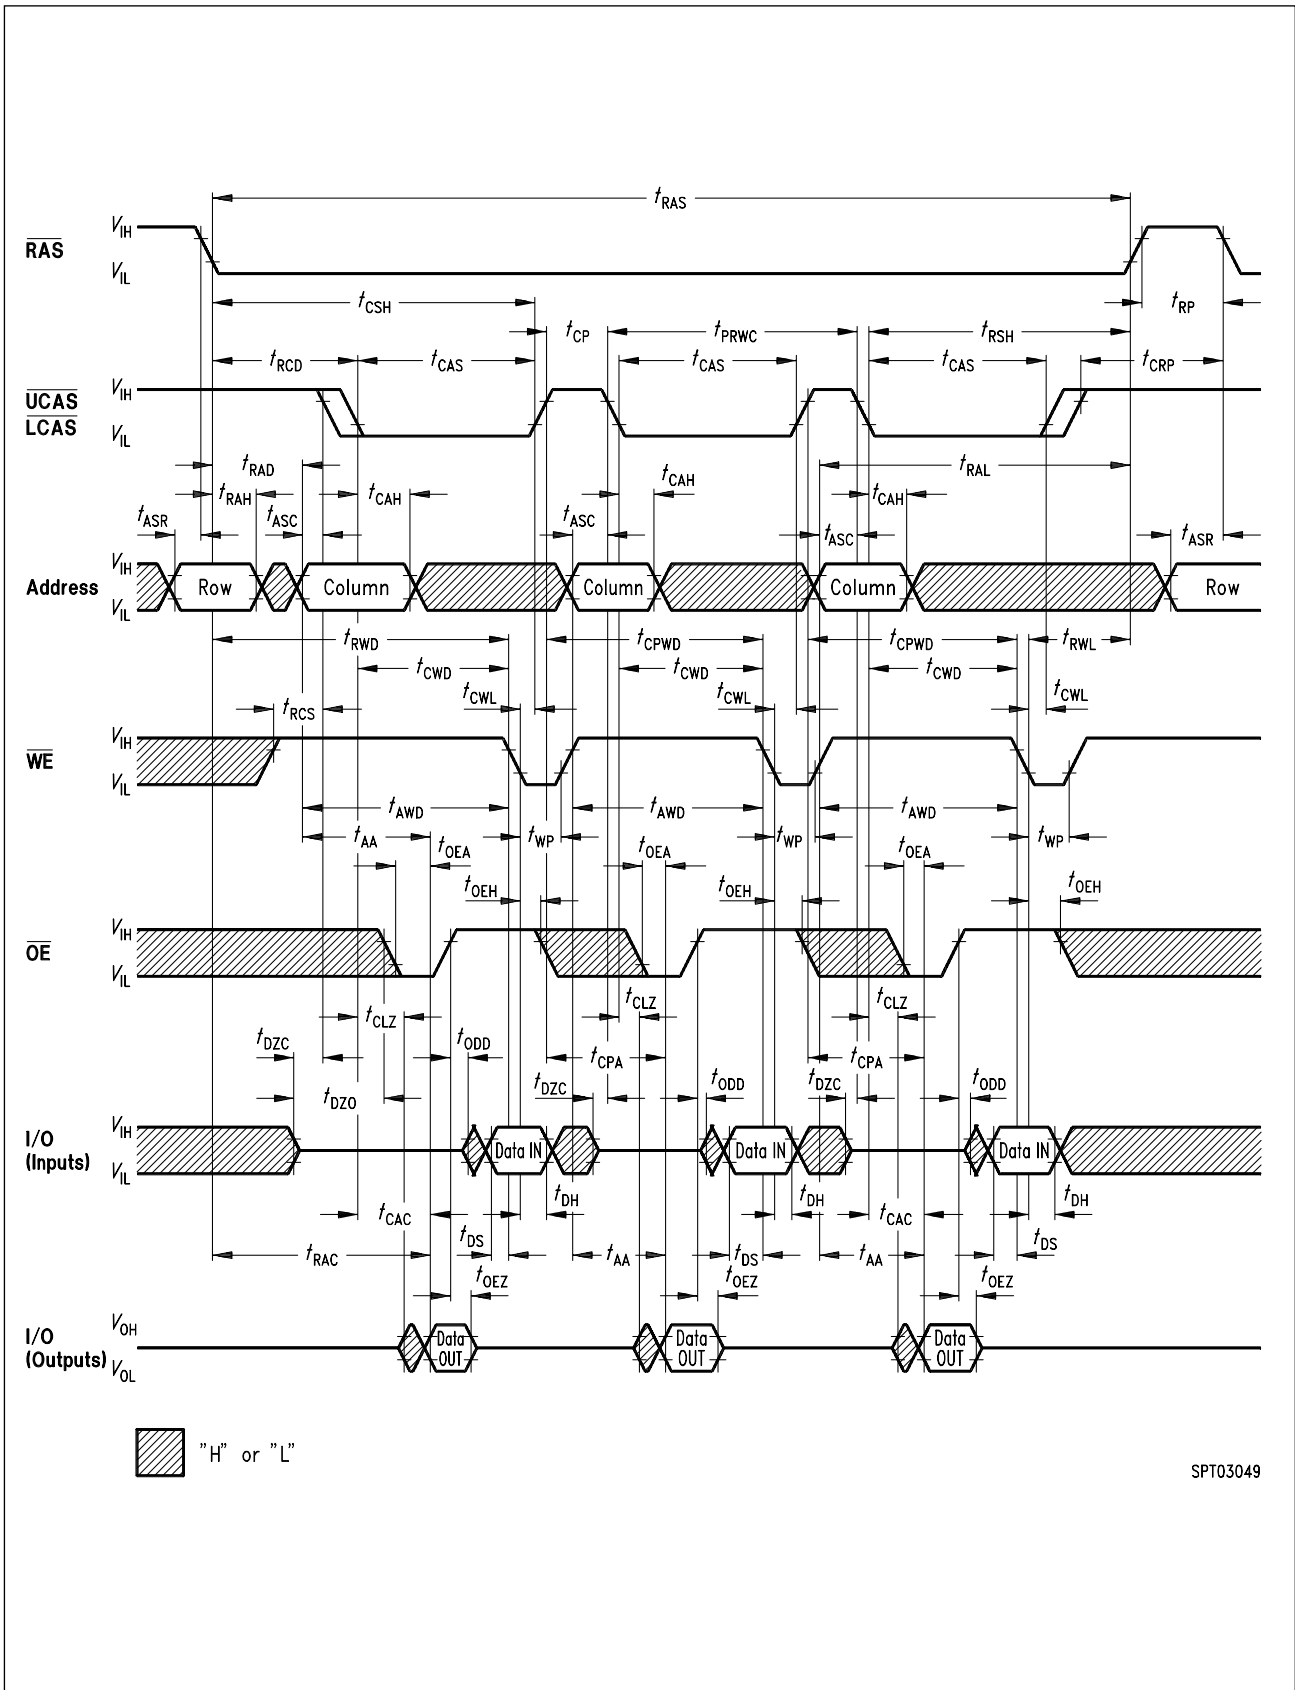 tRAS
VIH
RAS
VIL
tCSH
tRP
tCP
tPRWC
tRSH
tRCD
tCAS
tCAS
tCAS
tCRP
VIH
UCAS
LCAS
VIL
tRAD
tRAL
tCAH
tRAH
tCAH
tCAH
tASR
tASC
tASC
tASC
tASR
VIH
Address
Row
Column
Column
Column
Row
VIL
tRWD
tCPWD
tCPWD
tRWL
tCWD
tCWD
tCWD
tCWL
tCWL
tCWL
tRCS
VIH
WE
VIL
tAWD
tAWD
tAWD
tAA
tWP
tWP
tWP
tOEA
tOEA
tOEA
tOEH
tOEH
tOEH
VIH
OE
VIL
tCLZ
tCLZ
tCLZ
tDZC
tODD
tCPA
tCPA
tDZC
tODD
tDZC
tODD
tDZO
VIH
I/O
(Inputs)
Data IN
Data IN
Data IN
VIL
tDH
tDH
tDH
tCAC
tCAC
tDS
tDS
tDS
tRAC
tAA
tAA
tOEZ
tOEZ
tOEZ
VOH
I/O
(Outputs)
Data
OUT
Data
OUT
Data
OUT
VOL
"H" or "L"
SPT03049